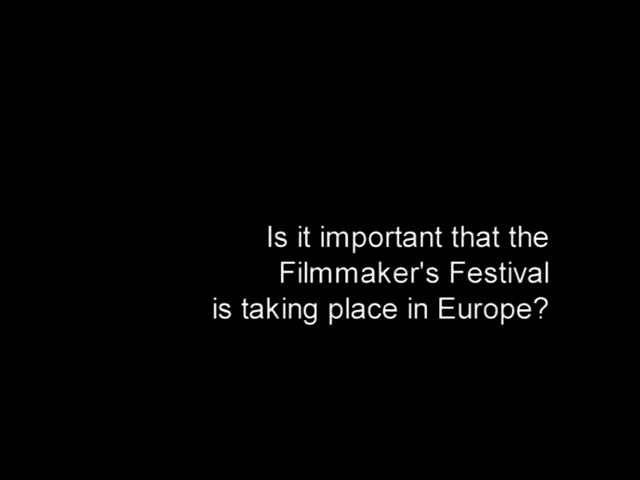 Is it important that the
Filmmaker's Festival
is taking place in Europe?